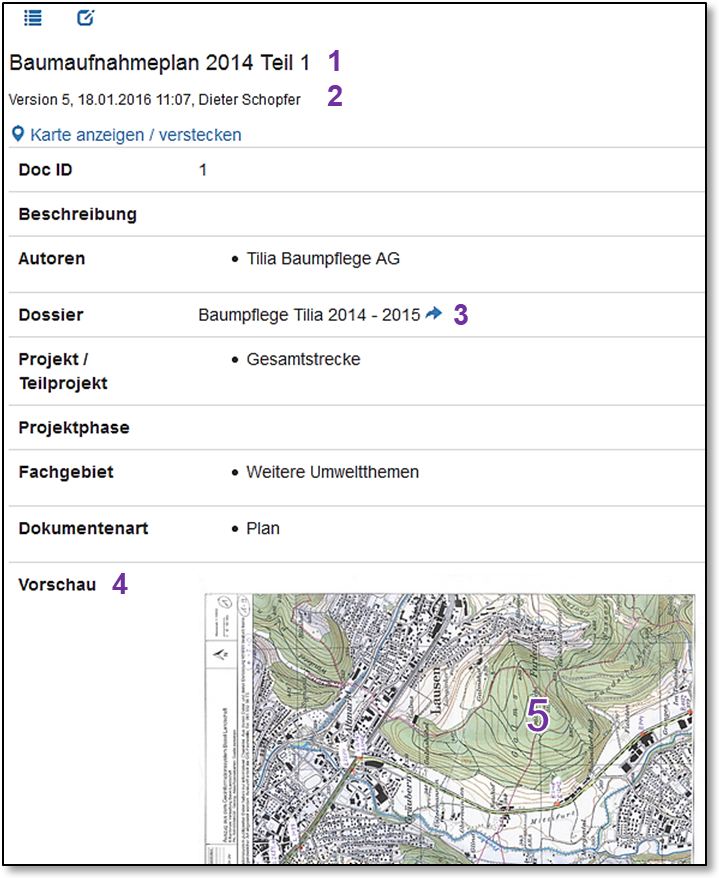 Baumaufnahmeplan 2014 Teil 1 1
Version 5, 18.01.2016 11:07, Dieter Schopfer 2
Karte anzeigen / verstecken
Doc ID 1
Beschreibung
Autoren • Tilia Baumpflege AG
Dossier Baumpflege Tilia 2014 - 2015 3
Projekt / • Gesamtstrecke
Teilprojekt
Projektphase
Fachgebiet • Weitere Umweltthemen
Dokumentenart • Plan
Vorschau 4
Lausen
5